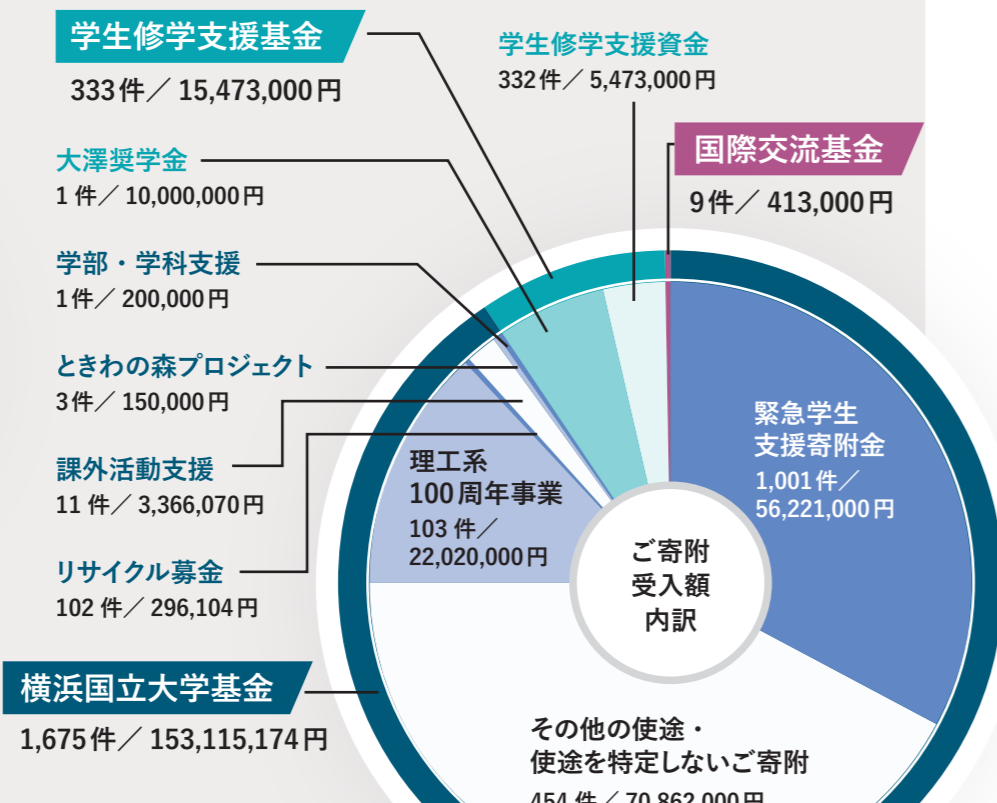 学生修学支援基金
333件／15,473,000円
学生修学支援資金
332件／5,473,000円
大澤奨学金
1件／10,000,000円
国際交流基金
9件／413,000円
学部・学科支援
1件／200,000円
ときわの森プロジェクト
3件／150,000円
課外活動支援
11件／3,366,070円
リサイクル募金
102件／296,104円
横浜国立大学基金
1,675件／153,115,174円
理工系
100周年事業
103件／
22,020,000円
緊急学生
支援寄附金
1,001件／
56,221,000円
ご寄附
受入額
内訳
その他の使途・
使途を特定しないご寄附
454件／70,862,000円